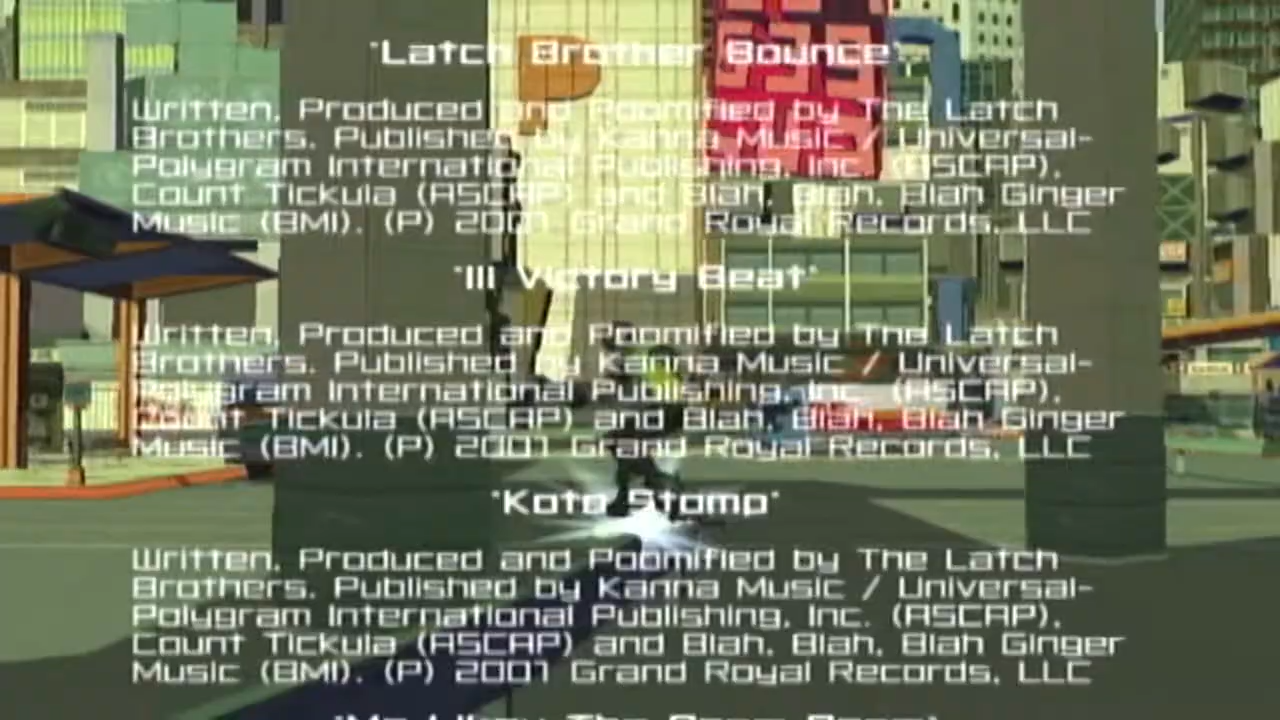 "Latch Brother Bounce"
Written, Produced and Poomified by The Latch
Brothers. Published by Kanna Music / Universal-
Polygram International Publishing, Inc. (ASCAP),
Count Tickula (ASCAP) and Blah, Blah, Blah Ginger
Music (BMI). (P) 2001 Grand Royal Records, LLC
"Ill Victory Beat"
Written, Produced and Poomified by The Latch
Brothers. Published by Kanna Music / Universal-
Polygram International Publishing, Inc. (ASCAP),
Count Tickula (ASCAP) and Blah, Blah, Blah Ginger
Music (BMI). (P) 2001 Grand Royal Records, LLC
"Koto Stomp"
Written, Produced and Poomified by The Latch
Brothers. Published by Kanna Music / Universal-
Polygram International Publishing, Inc. (ASCAP),
Count Tickula (ASCAP) and Blah, Blah, Blah Ginger
Music (BMI). (P) 2001 Grand Royal Records, LLC